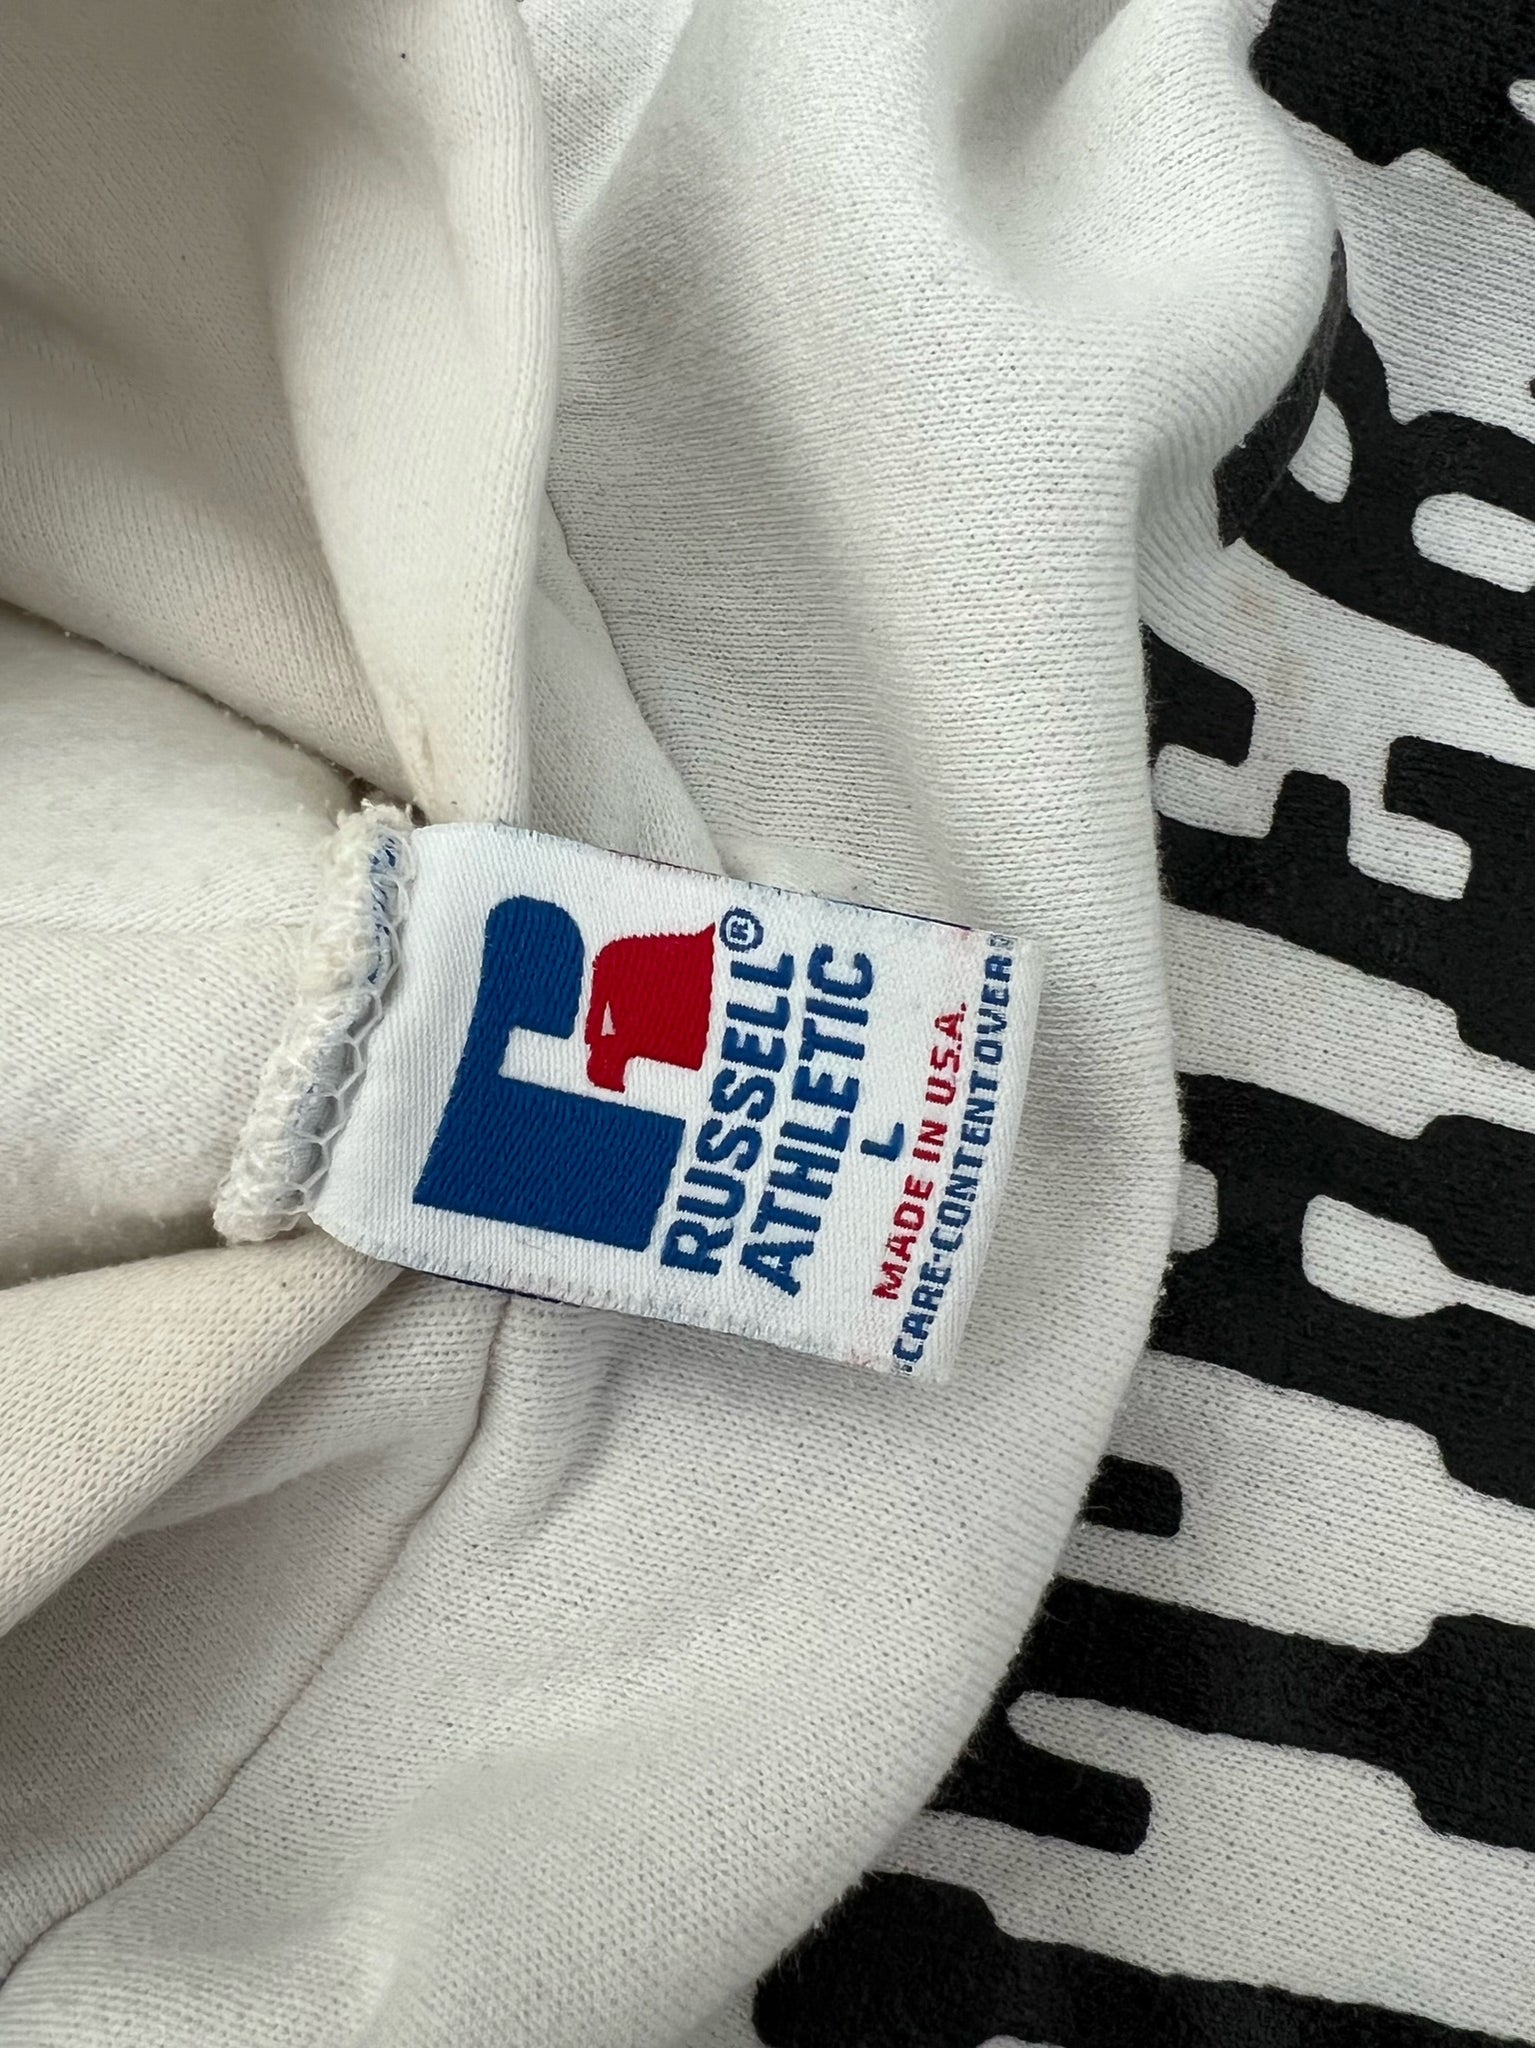 RUSSELL®
ATHLETIC
L
MADE IN U.S.A.
CARE-CONTENT OVER